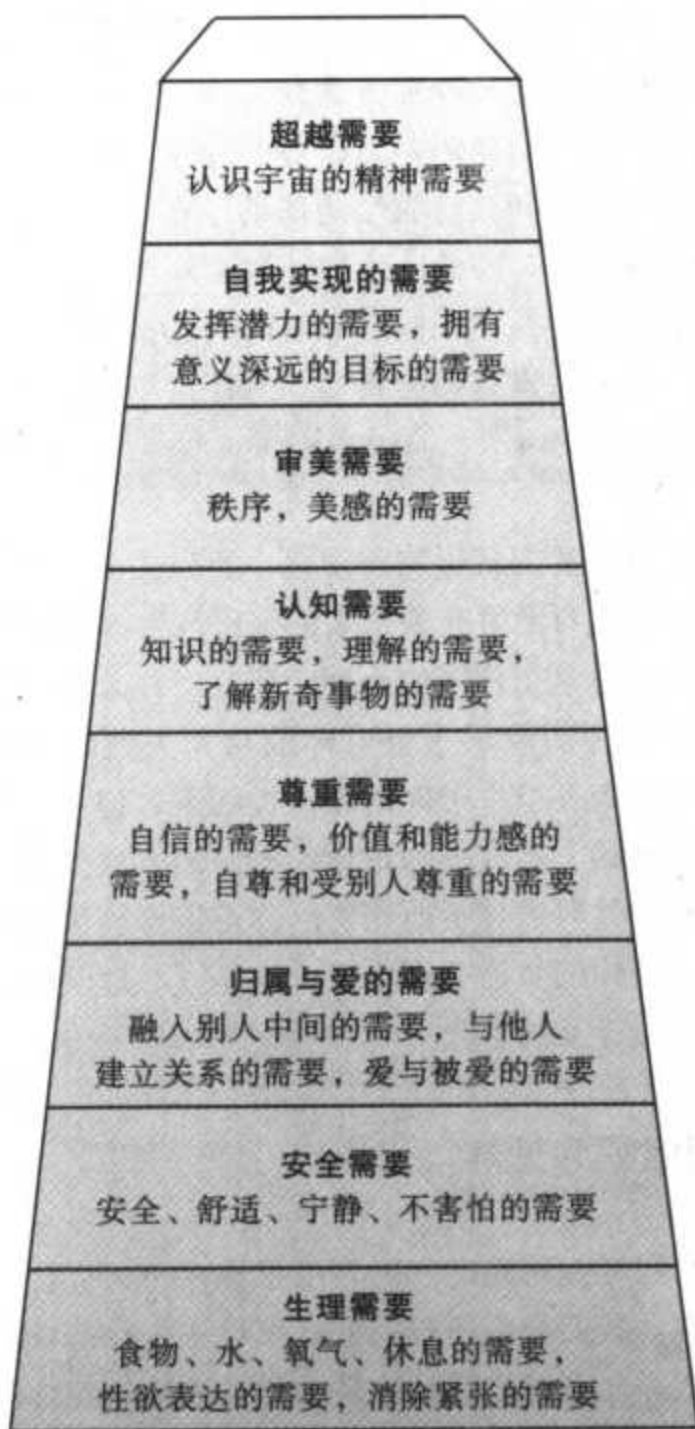 超越需要
认识宇宙的精神需要
自我实现的需要
发挥潜力的需要，拥有
意义深远的目标的需要
审美需要
秩序，美感的需要
认知需要
知识的需要，理解的需要，
了解新奇事物的需要
尊重需要
自信的需要，价值和能力感的
需要，自尊和受别人尊重的需要
归属与爱的需要
融入别人中间的需要，与他人
建立关系的需要，爱与被爱的需要
安全需要
安全、舒适、宁静、不害怕的需要
生理需要
食物、水、氧气、休息的需要，
性欲表达的需要，消除紧张的需要